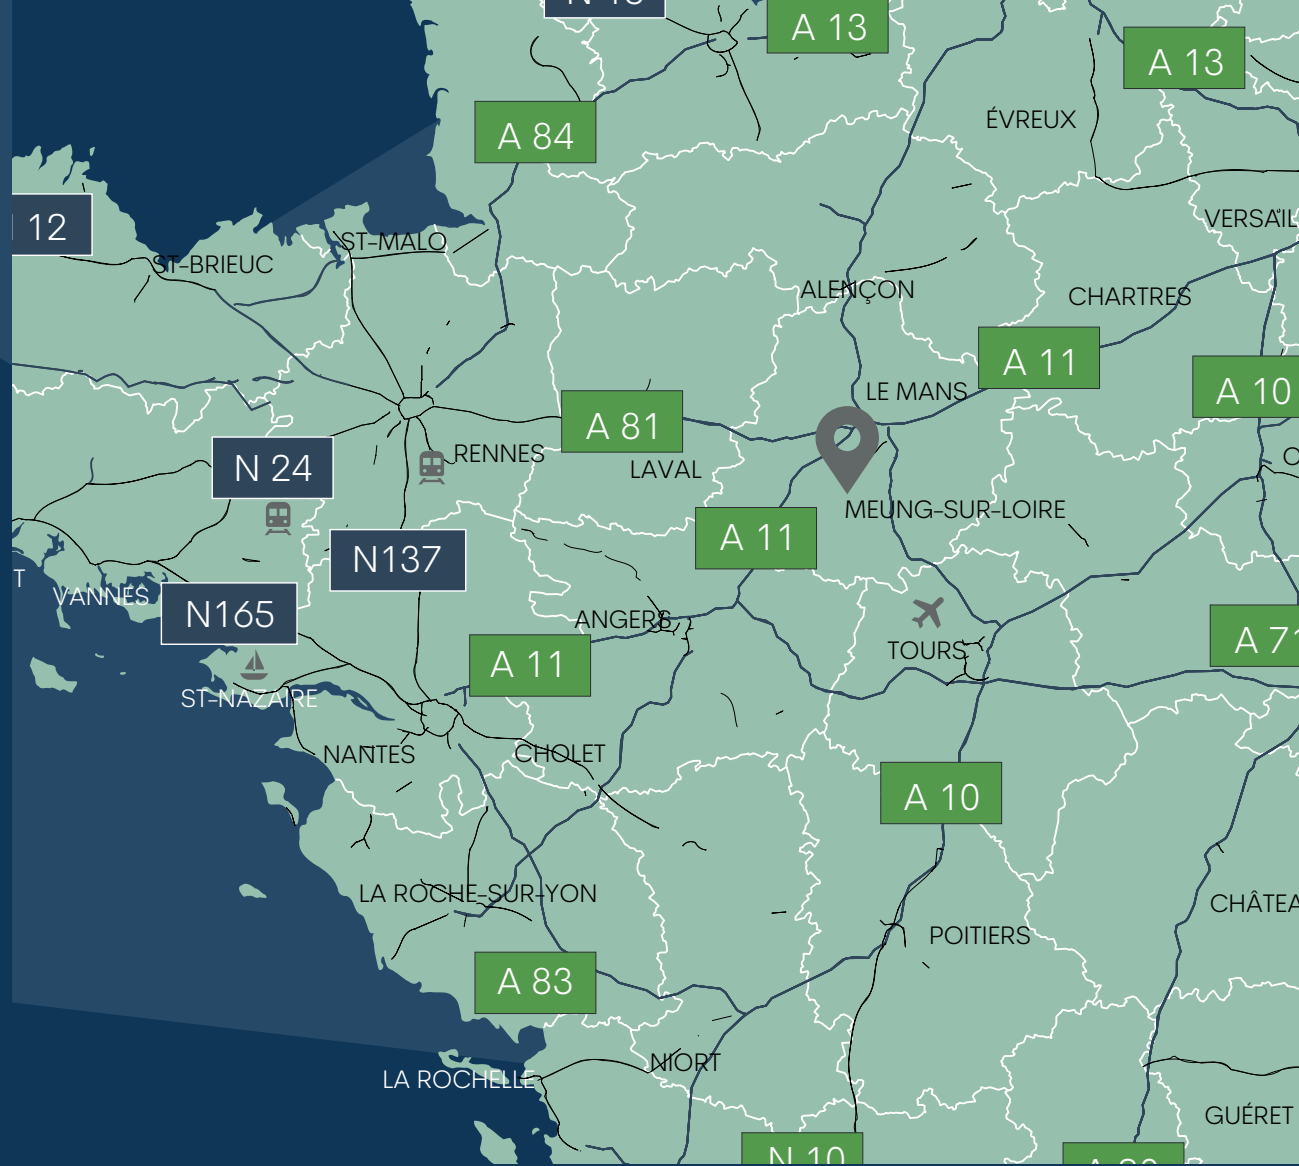 A 13
A 13
ÉVREUX
A 84
12
VERSAIL
ST-MALO
ST-BRIEUC
ALENÇON
CHARTRES
A 11
A 10
LE MANS
A 81
RENNES
LAVAL
N 24
MEUNG-SUR-LOIRE
A 11
N137
T
VANNES
N165
ANGERS
TOURS
A 11
A 71
ST-NAZAIRE
NANTES
CHOLET
A 10
LA ROCHE-SUR-YON
CHÂTEA
POITIERS
A 83
NIORT
LA ROCHELLE
GUÉRET
N 10